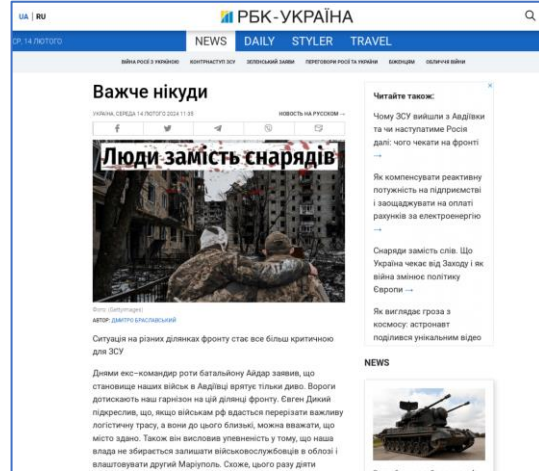 UA | RU
РБК-УКРАЇНА
СР, 14 ЛЮТОГО
NEWS DAILY STYLER TRAVEL
ВІЙНА РОСІЇ З УКРАЇНОЮ КОНТРНАСТУП ЗСУ ЗЕЛЕНСЬКИЙ ЗАЯВИ ПЕРЕГОВОРИ РОСІЇ ТА УКРАЇНИ БІЖЕНЦІАМ ОБЛИЧЧЯ ВІЙНИ
Важче нікуди
УКРАЇНА, СЕРЕДА 14 ЛЮТОГО 2024 11:35 НОВОСТЬ НА РУССКОМ →
Люди замість снарядів
Фото: (Gettyimages)
АВТОР: ДМИТРО БРАСЛАВСЬКИЙ
Ситуація на різних ділянках фронту стає все більш критичною
для ЗСУ
Днями екс–командир роти батальйону Айдар заявив, що
становище наших військ в Авдіївці врятує тільки диво. Вороги
дотискають наш гарнізон на цій ділянці фронту. Євген Дикий
підкреслив, що, якщо військам рф вдасться перерізати важливу
логістичну трасу, а вони до цього близькі, можна вважати, що
місто здано. Також він висловив упевненість у тому, що наша
влада не збирається залишати військовослужбовців в облозі і
влаштовувати другий Маріуполь. Схоже, цього разу діяти
Читайте також:
Чому ЗСУ вийшли з Авдіївки
та чи наступатиме Росія
далі: чого чекати на фронті
→
Як компенсувати реактивну
потужність на підприємстві
і заощаджувати на оплаті
рахунків за електроенергію
→
Снаряди замість слів. Що
Україна чекає від Заходу і як
війна змінює політику
Європи →
Як виглядає гроза з
космосу: астронавт
поділився унікальним відео
NEWS